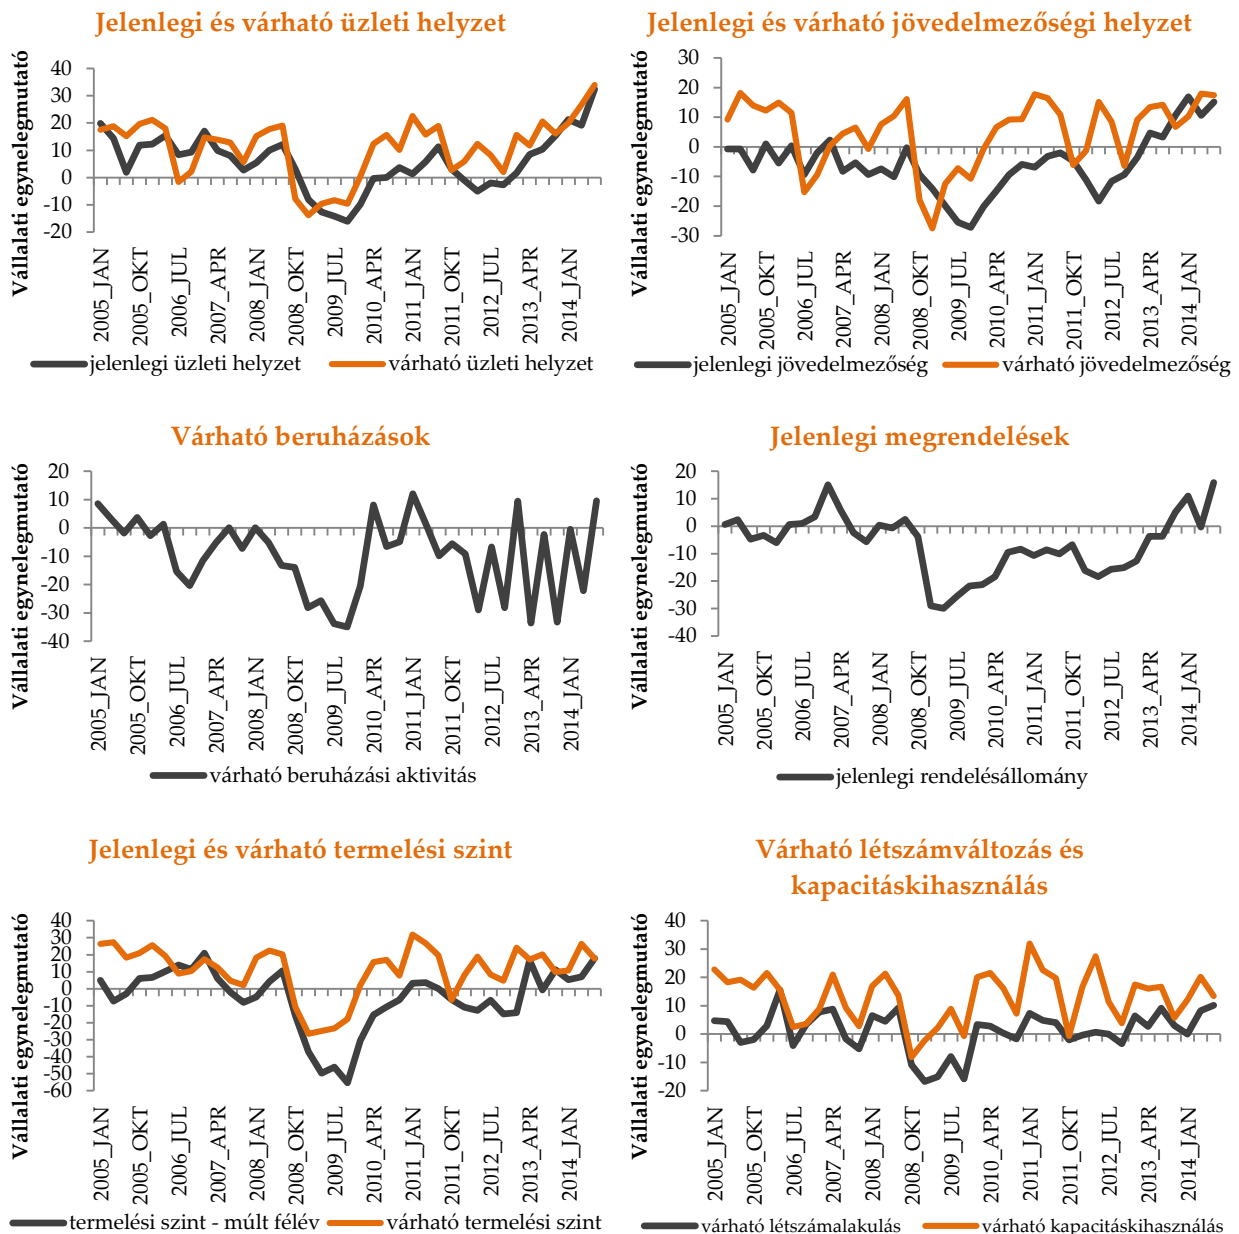 Jelenlegi és várható üzleti helyzet
Vállalati egynelegmutató
40
30
20
10
0
-10
-20
2005_JAN
2005_OKT
2006_JUL
2007_APR
2008_JAN
2008_OKT
2009_JUL
2010_APR
2011_JAN
2011_OKT
2012_JUL
2013_APR
2014_JAN
jelenlegi üzleti helyzet
várható üzleti helyzet
Jelenlegi és várható jövedelmezőségi helyzet
Vállalati egynelegmutató
30
20
10
0
-10
-20
-30
2005_JAN
2005_OKT
2006_JUL
2007_APR
2008_JAN
2008_OKT
2009_JUL
2010_APR
2011_JAN
2011_OKT
2012_JUL
2013_APR
2014_JAN
jelenlegi jövedelmezőség
várható jövedelmezőség
Várható beruházások
Vállalati egynelegmutató
20
10
0
-10
-20
-30
-40
2005_JAN
2005_OKT
2006_JUL
2007_APR
2008_JAN
2008_OKT
2009_JUL
2010_APR
2011_JAN
2011_OKT
2012_JUL
2013_APR
2014_JAN
várható beruházási aktivitás
Jelenlegi megrendelések
Vállalati egynelegmutató
20
10
0
-10
-20
-30
-40
2005_JAN
2005_OKT
2006_JUL
2007_APR
2008_JAN
2008_OKT
2009_JUL
2010_APR
2011_JAN
2011_OKT
2012_JUL
2013_APR
2014_JAN
jelenlegi rendelésállomány
Jelenlegi és várható termelési szint
Vállalati egynelegmutató
40
30
20
10
0
-10
-20
-30
-40
-50
-60
2005_JAN
2005_OKT
2006_JUL
2007_APR
2008_JAN
2008_OKT
2009_JUL
2010_APR
2011_JAN
2011_OKT
2012_JUL
2013_APR
2014_JAN
termelési szint - múlt félév
várható termelési szint
Várható létszámváltozás és
kapacitáskihasználás
Vállalati egynelegmutató
40
30
20
10
0
-10
-20
2005_JAN
2005_OKT
2006_JUL
2007_APR
2008_JAN
2008_OKT
2009_JUL
2010_APR
2011_JAN
2011_OKT
2012_JUL
2013_APR
2014_JAN
várható létszámalakulás
várható kapacitáskihasználás